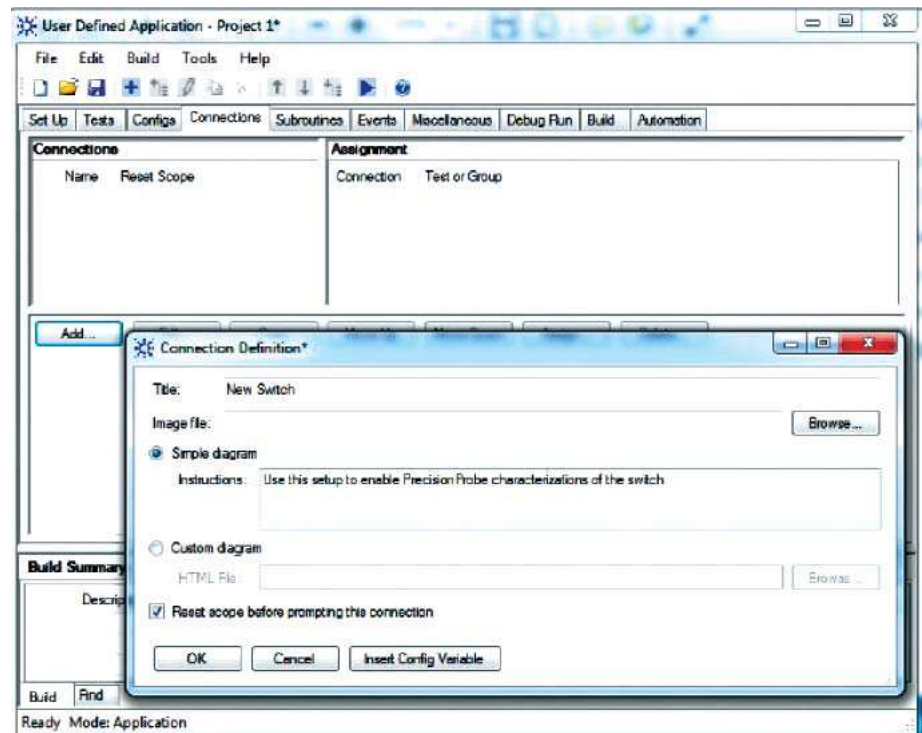 User Defined Application - Project 1*
File Edit Build Tools Help
Set Up Tests Configs Connections Subroutines Events Miscellaneous Debug Run Build Automation
Connections
Name Reset Scope
Assignment
Connection Test or Group
Add...
Connection Definition*
Title: New Switch
Image file:
Browse...
Simple diagram
Instructions: Use this setup to enable Precision Probe characterizations of the switch
Custom diagram
HTML File
Browse...
Reset scope before prompting this connection
OK Cancel Insert Config Variable
Build Summary
Descrip
Build Find
Ready Mode: Application